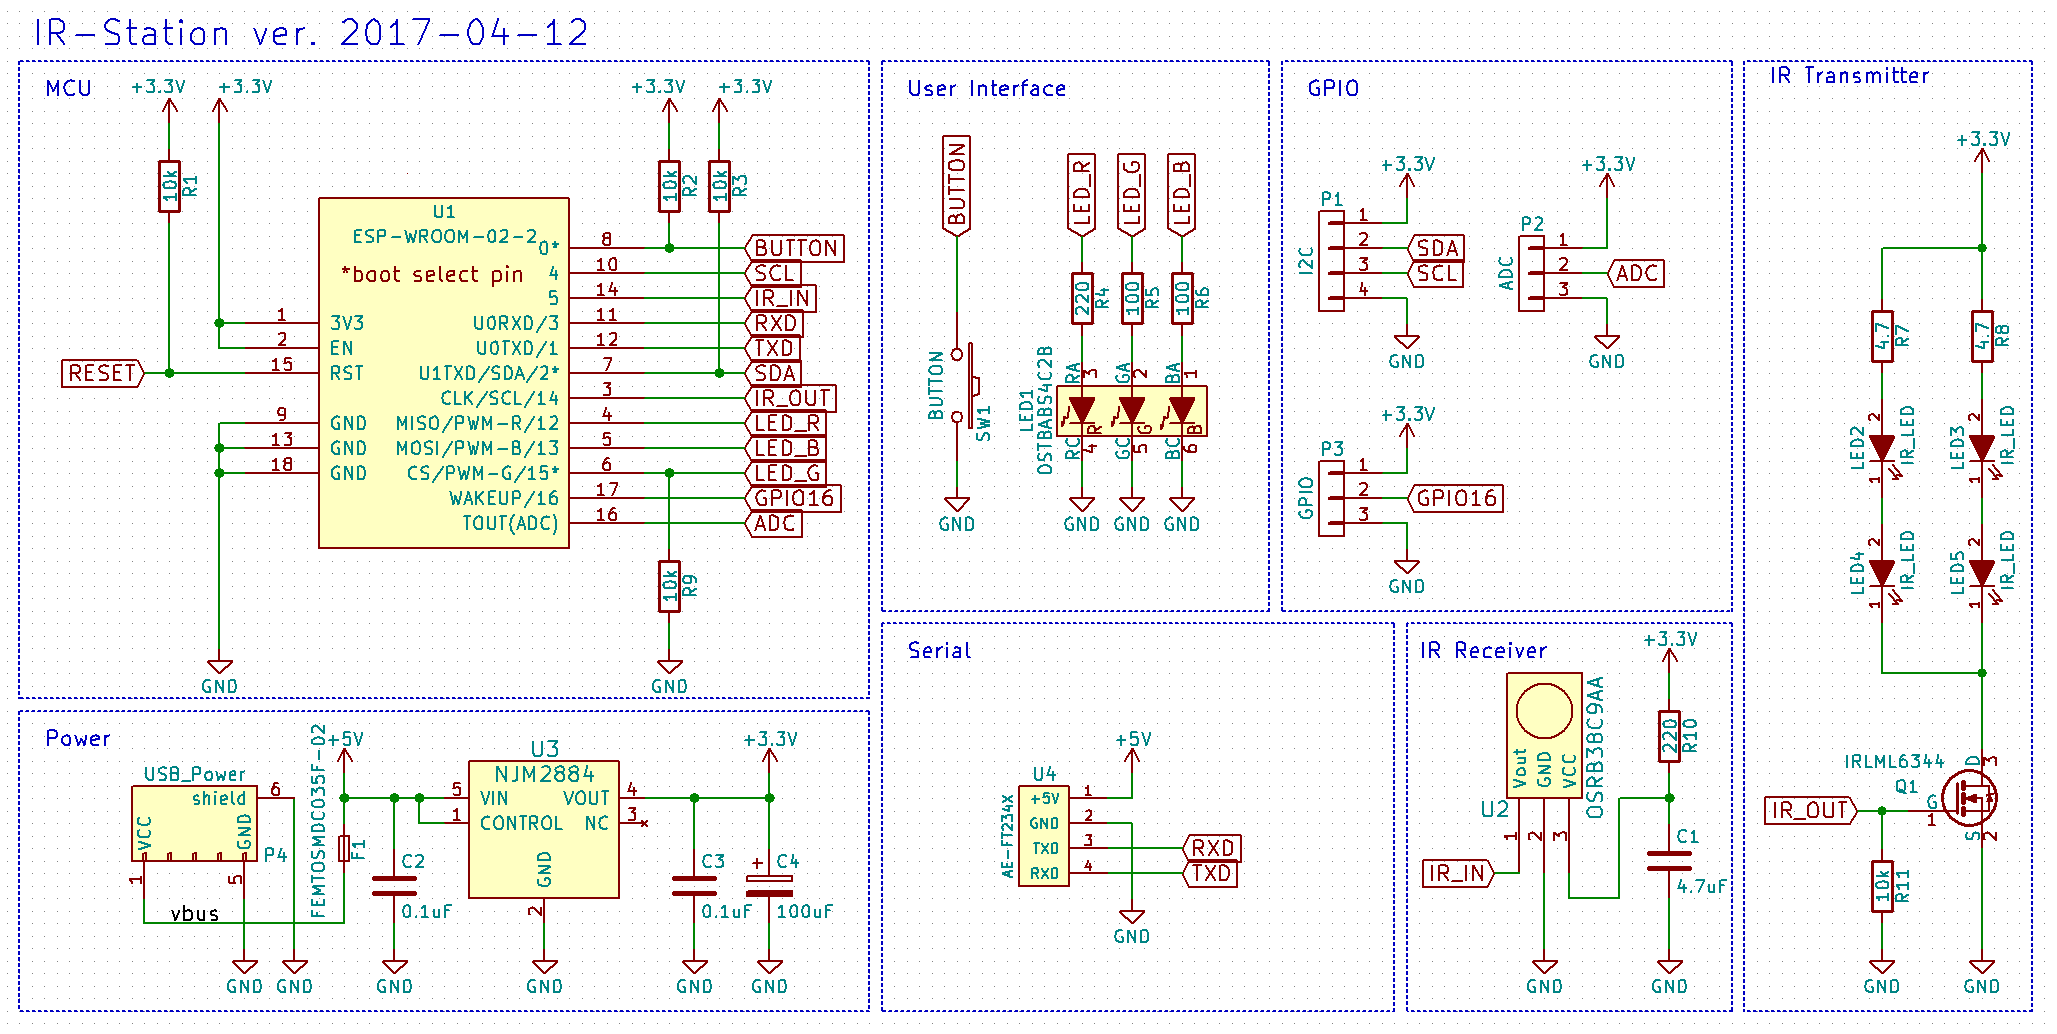 IR-Station ver. 2017-04-12
MCU
+3.3V
+3.3V
+3.3V
+3.3V
10k
R1
10k
R2
10k
R3
U1
ESP-WROOM-02-2
*boot select pin
1 3V3
2 EN
RESET
15 RST
9 GND
13 GND
18 GND
0* 8 BUTTON
4 10 SCL
5 14 IR_IN
U0RXD/3 11 RXD
U0TXD/1 12 TXD
U1TXD/SDA/2* 7 SDA
CLK/SCL/14 3 IR_OUT
MISO/PWM-R/12 4 LED_R
MOSI/PWM-B/13 5 LED_B
CS/PWM-G/15* 6 LED_G
WAKEUP/16 17 GPIO16
TOUT(ADC) 16 ADC
10k
R9
GND
GND
User Interface
BUTTON
LED_R
LED_G
LED_B
220
R4
100
R5
100
R6
BUTTON
SW1
LED1
OSTBABS4C2B
RA 3
GA 2
BA 1
R
G
B
RC 4
GC 5
BC 6
GND
GND
GND
GND
GPIO
+3.3V
P1
I2C
1
2 SDA
3 SCL
4
GND
+3.3V
P2
ADC
1
2 ADC
3
GND
+3.3V
P3
GPIO
1
2 GPIO16
3
GND
IR Transmitter
+3.3V
4.7
R7
4.7
R8
LED2
2
1
IR_LED
LED3
2
1
IR_LED
LED4
2
1
IR_LED
LED5
2
1
IR_LED
IRLML6344
Q1
D 3
G
1
S 2
IR_OUT
10k
R11
GND
GND
Power
USB_Power
shield 6
VCC
GND
P4
1
5
vbus
FEMTOSMDC035F-02
F1
+5V
C2
0.1uF
U3
NJM2884
5 VIN
1 CONTROL
VOUT 4
NC 3
GND
2
+3.3V
C3
0.1uF
+
C4
100uF
GND
GND
GND
GND
GND
GND
Serial
+5V
U4
AE-FT234X
+5V 1
GND 2
TXD 3 RXD
RXD 4 TXD
GND
IR Receiver
+3.3V
OSRB38C9AA
Vout
GND
VCC
U2
1
2
3
IR_IN
220
R10
C1
4.7uF
GND
GND